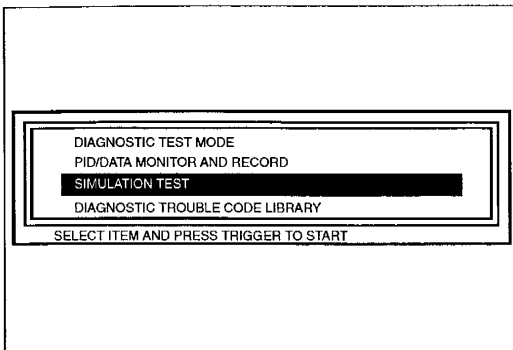 DIAGNOSTIC TEST MODE
PID/DATA MONITOR AND RECORD
SIMULATION TEST
DIAGNOSTIC TROUBLE CODE LIBRARY
SELECT ITEM AND PRESS TRIGGER TO START